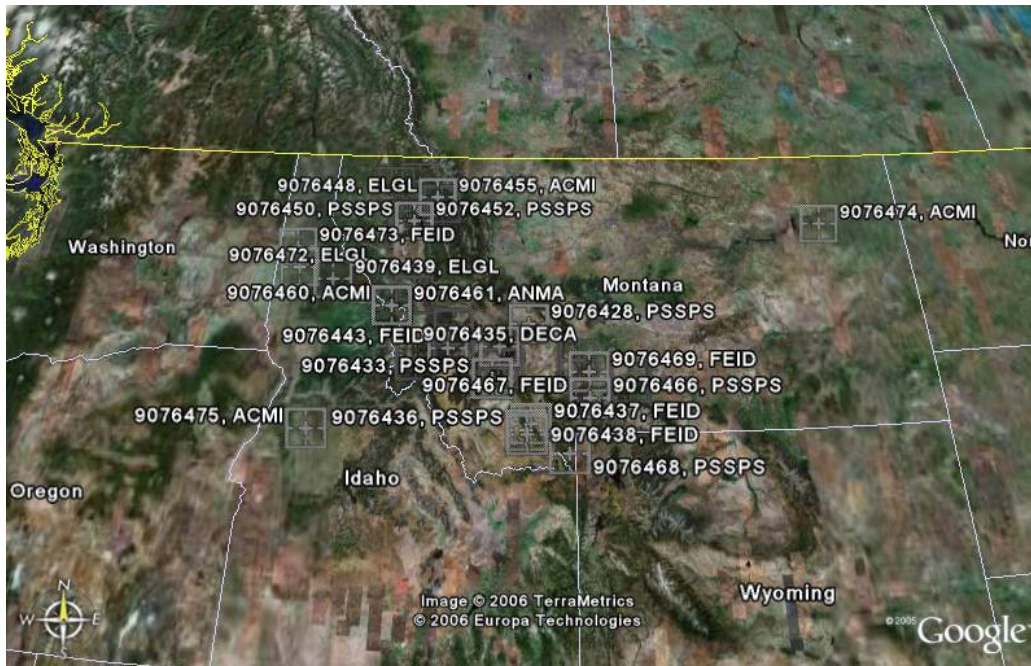 9076448, ELGL
9076455, ACMI
9076450, PSSPS
9076452, PSSPS
9076474, ACMI
9076473, FEID
Washington
Noi
9076472, ELGL
9076439, ELGL
9076460, ACMI
9076461, ANMA
Montana
9076428, PSSPS
9076443, FEID
9076435, DECA
9076433, PSSPS
9076469, FEID
9076467, FEID
9076466, PSSPS
9076475, ACMI
9076436, PSSPS
9076437, FEID
9076438, FEID
9076468, PSSPS
Idaho
Oregon
Wyoming
N
W
E
Image © 2006 TerraMetrics
© 2006 Europa Technologies
©2005 Google